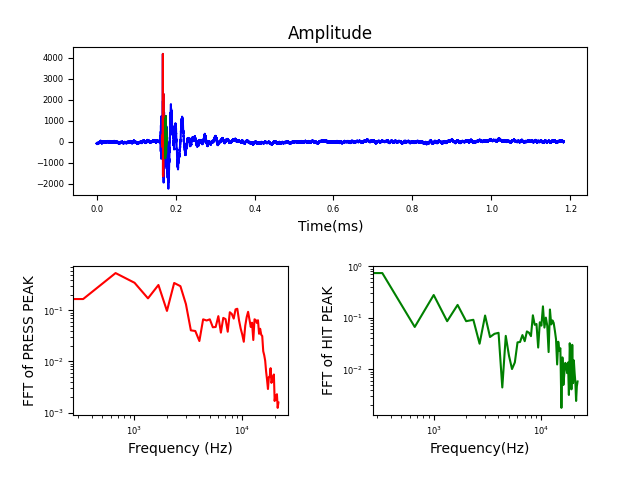 Amplitude
4000
3000
2000
1000
0
−1000
−2000
0.0 0.2 0.4 0.6 0.8 1.0 1.2
Time(ms)
FFT of PRESS PEAK
10⁻¹
10⁻²
10⁻³
10³ 10⁴
Frequency (Hz)
FFT of HIT PEAK
10⁰
10⁻¹
10⁻²
10³ 10⁴
Frequency(Hz)